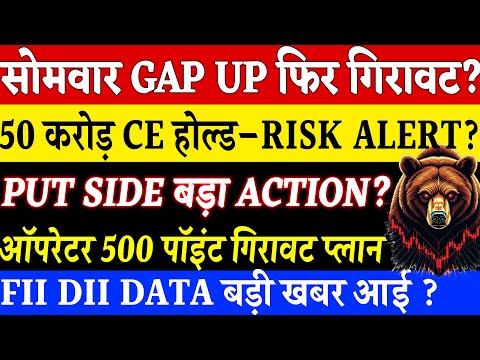 सोमवार GAP UP फिर गिरावट?
50 करोड़ CE होल्ड–RISK ALERT?
PUT SIDE बड़ा ACTION?
ऑपरेटर 500 पॉइंट गिरावट प्लान
FII DII DATA बड़ी खबर आई ?